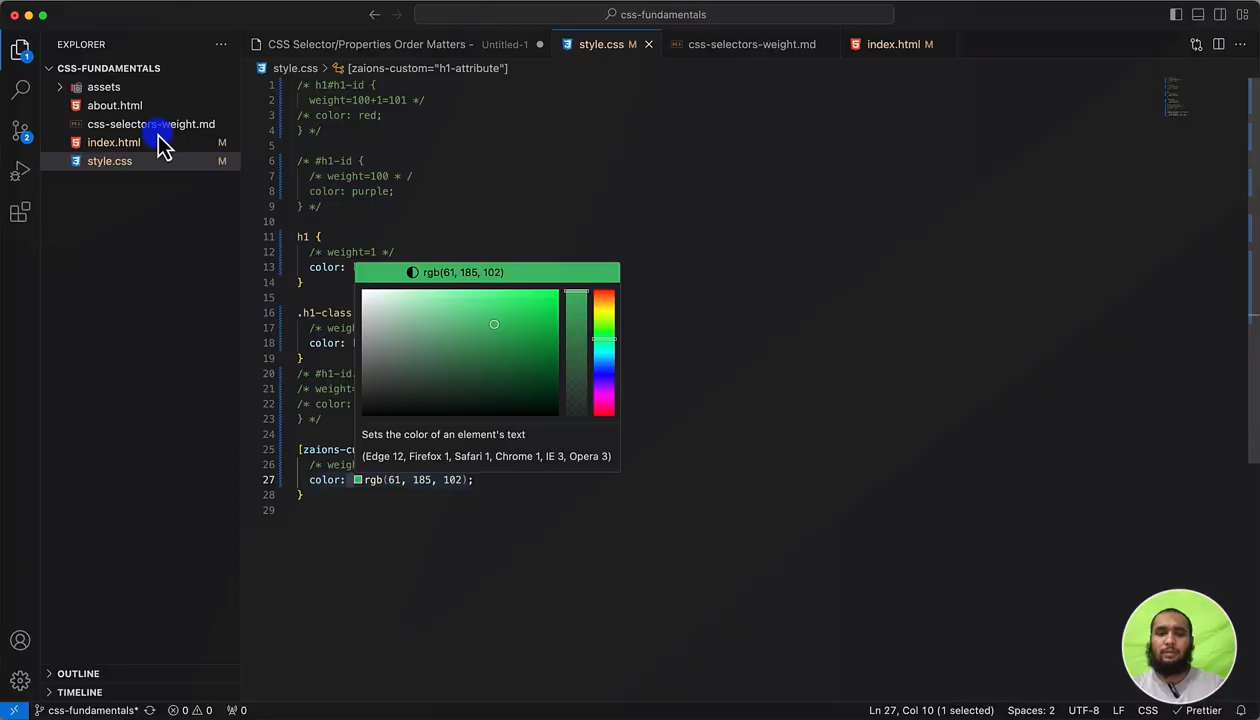 css-fundamentals
EXPLORER
CSS Selector/Properties Order Matters - Untitled-1
style.css M
css-selectors-weight.md
index.html M
CSS-FUNDAMENTALS
style.css > [zaions-custom="h1-attribute"]
assets
about.html
css-selectors-weight.md
index.html M
style.css M
1 /* h1#h1-id {
2 weight=100+1=101 */
3 /* color: red;
4 } */
5
6 /* #h1-id {
7 /* weight=100 * /
8 color: purple;
9 } */
10
11 h1 {
12 /* weight=1 */
13 color:
14 }
15
16 .h1-class
17 /* weig
18 color:
19 }
20 /* #h1-id
21 /* weight=
22 /* color:
23 } */
24
25 [zaions-cu
26 /* weig
27 color: rgb(61, 185, 102);
28 }
29
rgb(61, 185, 102)
Sets the color of an element's text
(Edge 12, Firefox 1, Safari 1, Chrome 1, IE 3, Opera 3)
1
2
OUTLINE
TIMELINE
css-fundamentals* 0 0 0 Ln 27, Col 10 (1 selected) Spaces: 2 UTF-8 LF CSS Prettier